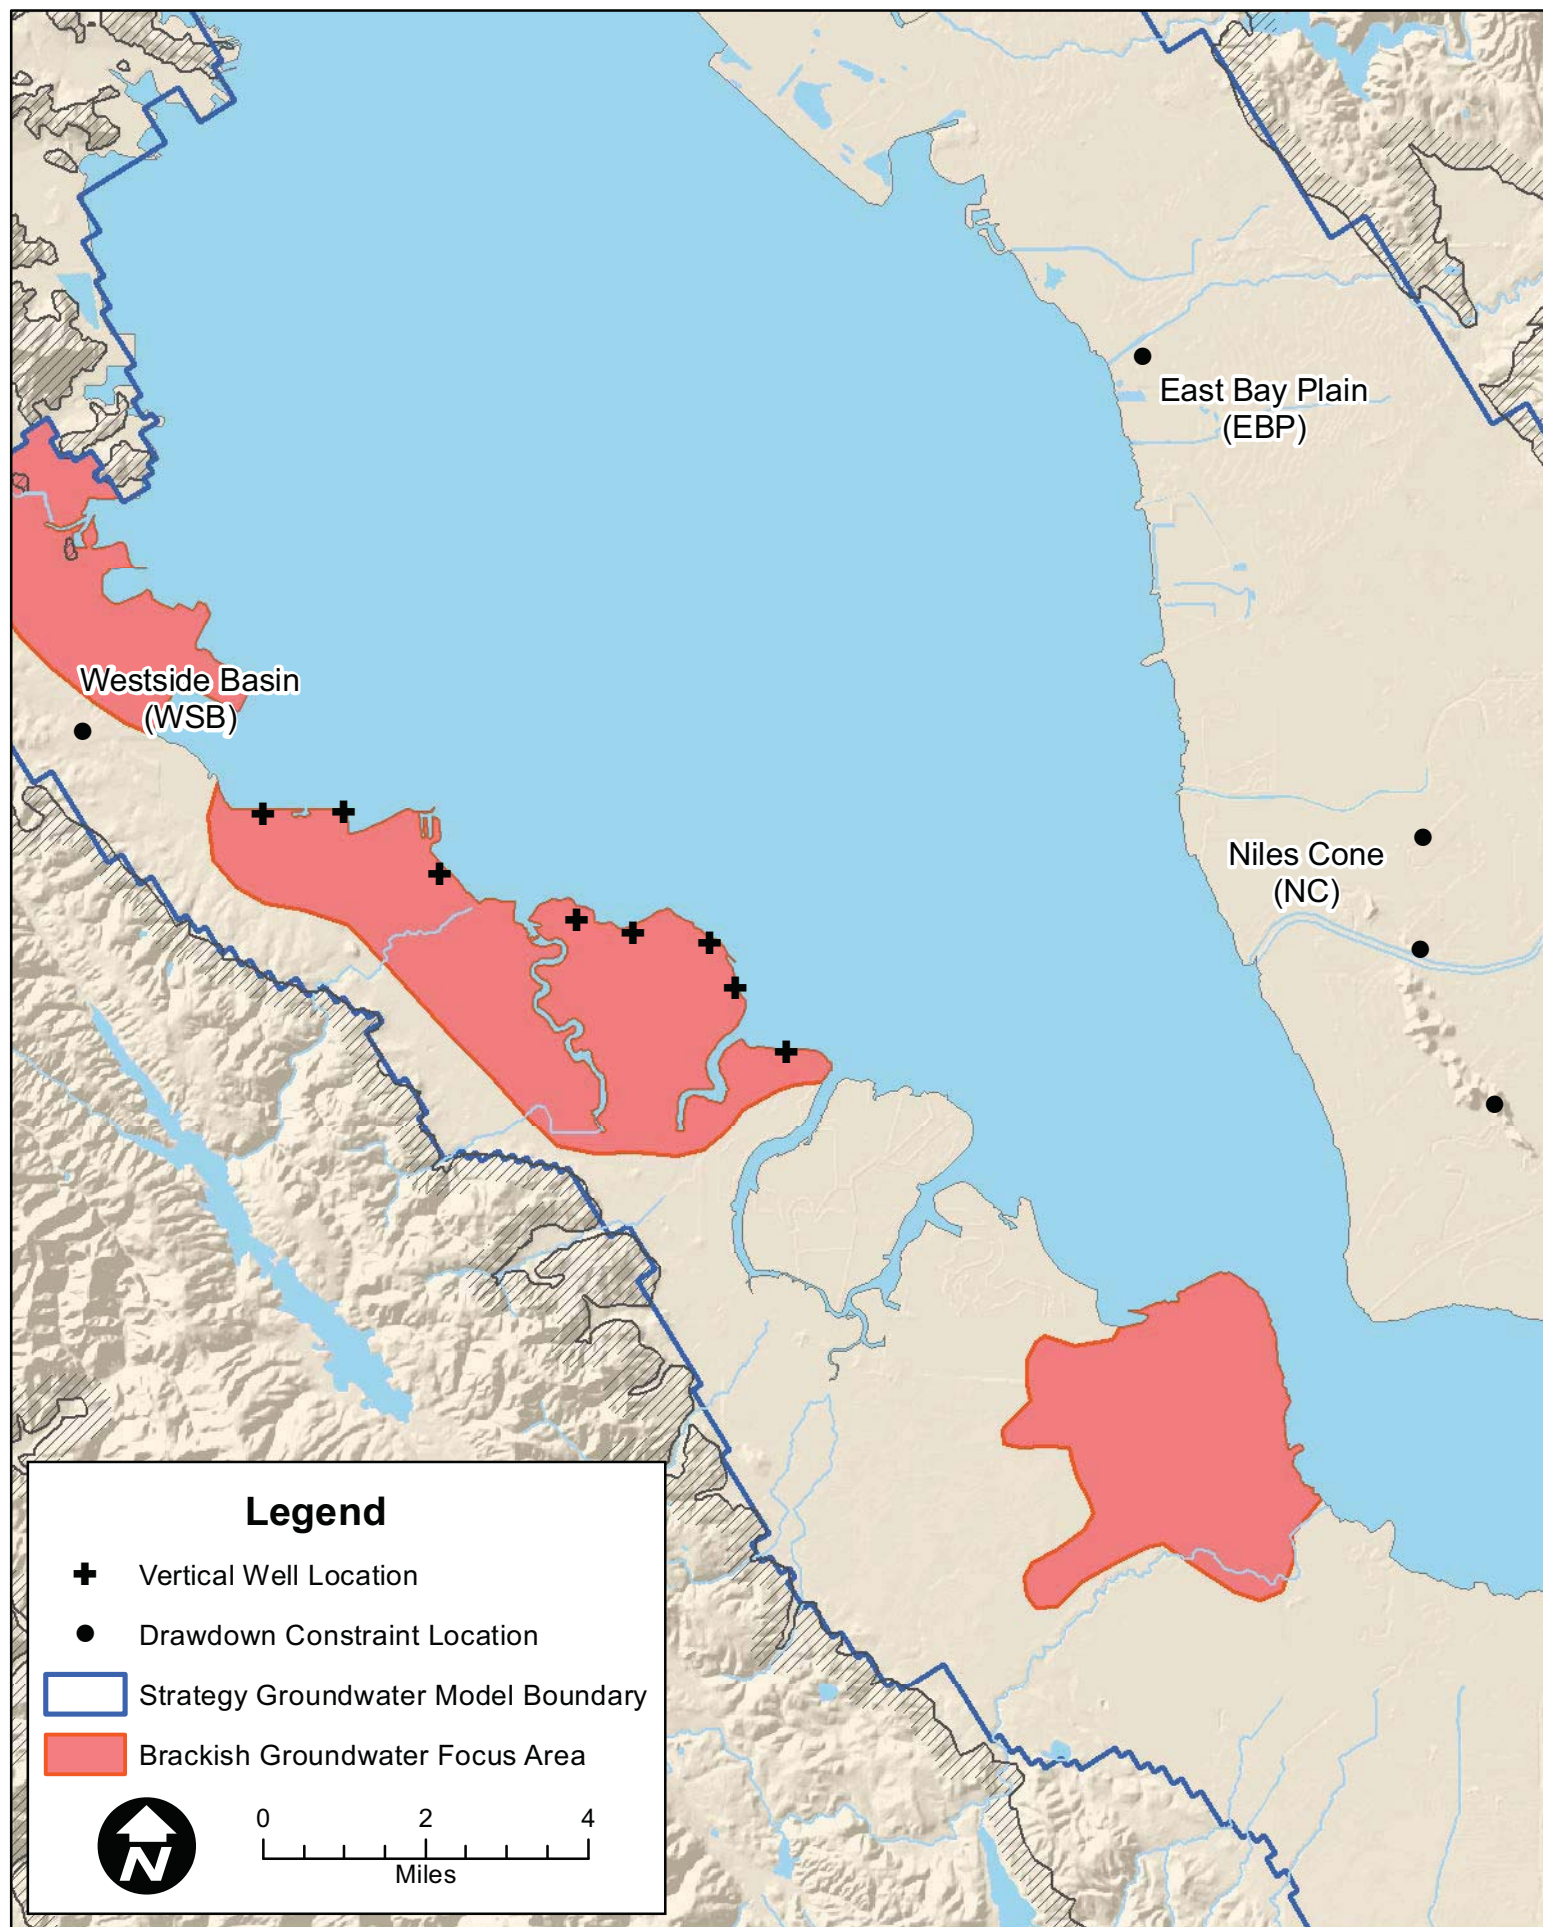 East Bay Plain
(EBP)
Westside Basin
(WSB)
Niles Cone
(NC)
Legend
Vertical Well Location
Drawdown Constraint Location
Strategy Groundwater Model Boundary
Brackish Groundwater Focus Area
N
0 2 4
Miles